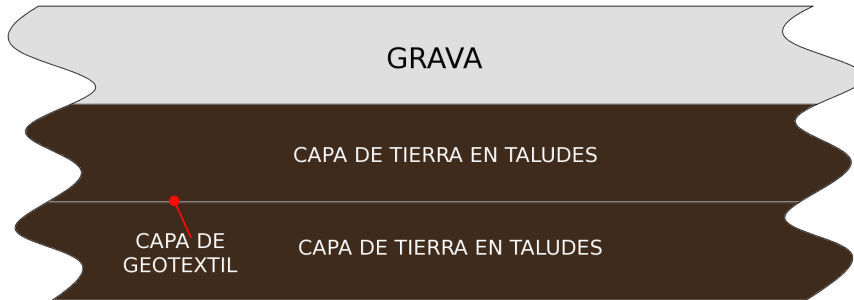 GRAVA
CAPA DE TIERRA EN TALUDES
CAPA DE
GEOTEXTIL
CAPA DE TIERRA EN TALUDES